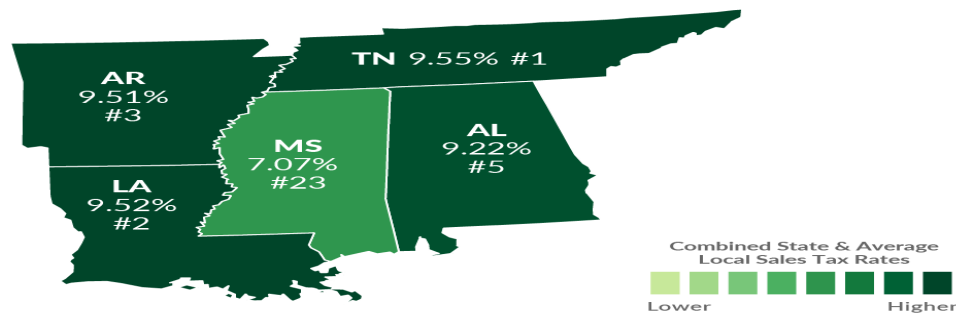 TN 9.55% #1
AR
9.51%
#3
MS
7.07%
#23
AL
9.22%
#5
LA
9.52%
#2
Combined State & Average
Local Sales Tax Rates
Lower
Higher